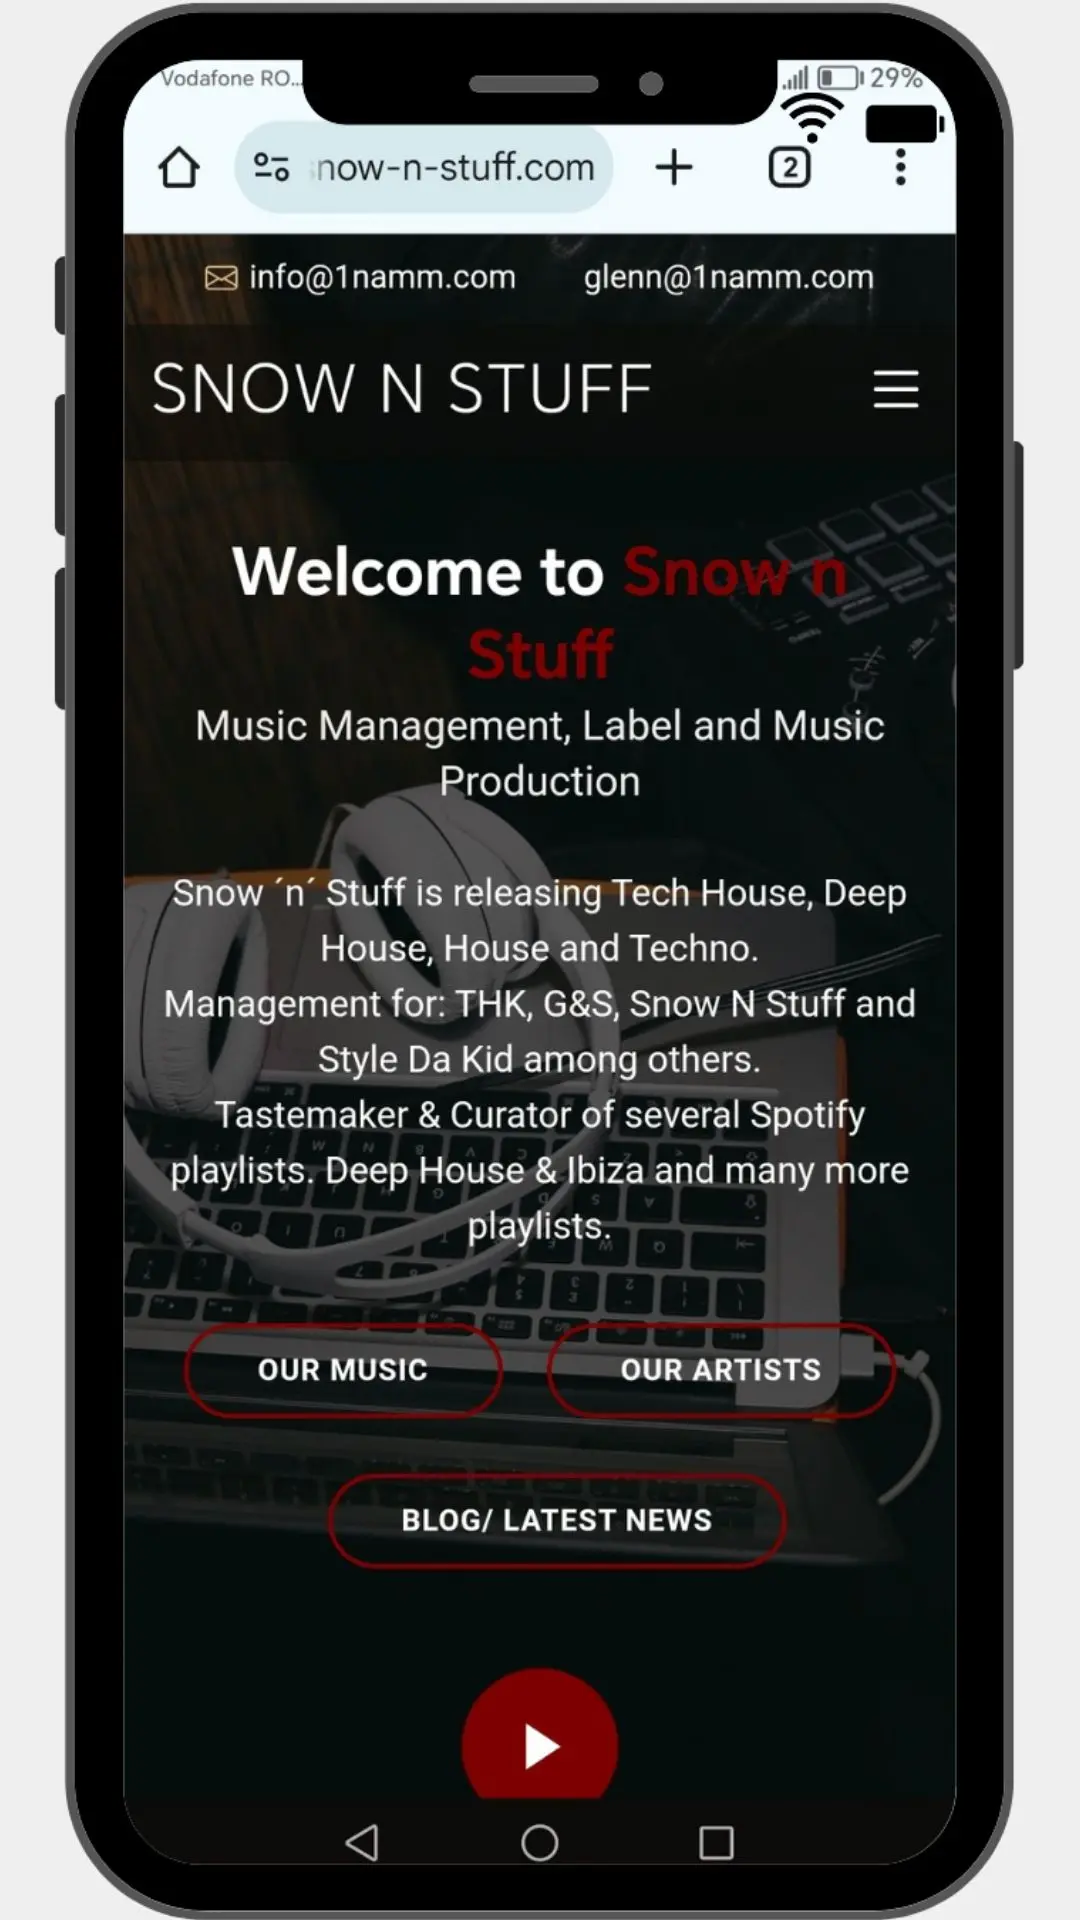 Vodafone RO...
29%
now-n-stuff.com
2
info@1namm.com glenn@1namm.com
SNOW N STUFF
Welcome to Snow n
Stuff
Music Management, Label and Music
Production
Snow ´n´ Stuff is releasing Tech House, Deep
House, House and Techno.
Management for: THK, G&S, Snow N Stuff and
Style Da Kid among others.
Tastemaker & Curator of several Spotify
playlists. Deep House & Ibiza and many more
playlists.
OUR MUSIC OUR ARTISTS
BLOG/ LATEST NEWS